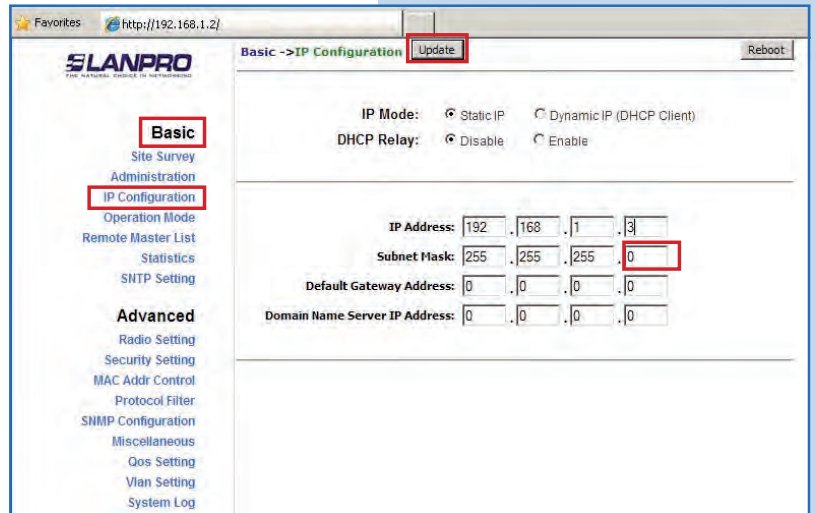 Favorites http://192.168.1.2/
LANPRO
THE NATURAL CHOICE IN NETWORKING
Basic ->IP Configuration Update Reboot
IP Mode: Static IP Dynamic IP (DHCP Client)
DHCP Relay: Disable Enable
Basic
Site Survey
Administration
IP Configuration
Operation Mode
Remote Master List
Statistics
SNTP Setting
Advanced
Radio Setting
Security Setting
MAC Addr Control
Protocol Filter
SNMP Configuration
Miscellaneous
Qos Setting
Vlan Setting
System Log
IP Address: 192 . 168 . 1 . 3
Subnet Mask: 255 . 255 . 255 . 0
Default Gateway Address: 0 . 0 . 0 . 0
Domain Name Server IP Address: 0 . 0 . 0 . 0